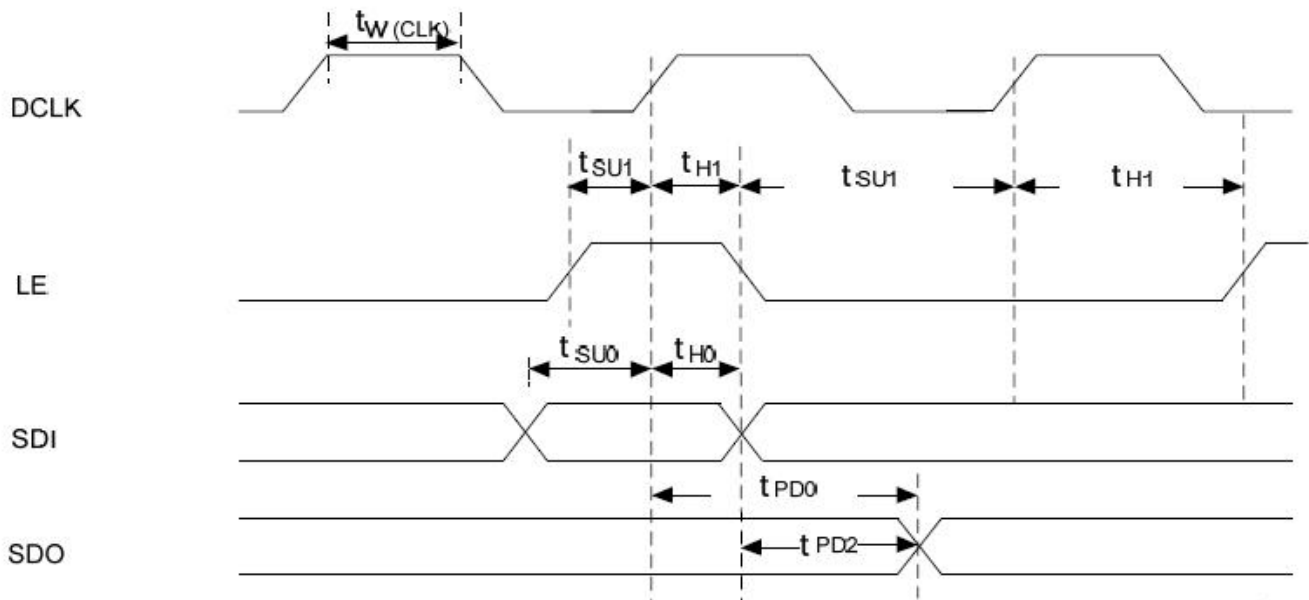 tW(CLK)
DCLK
tSU1 tH1 tSU1 tH1
LE
tSU0 tH0
SDI
tPD0
SDO
tPD2